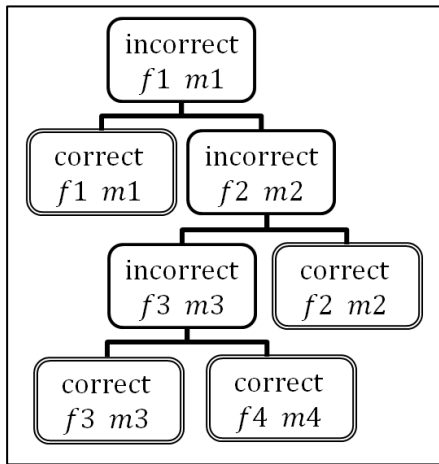 incorrect
f1 m1
correct
f1 m1
incorrect
f2 m2
incorrect
f3 m3
correct
f2 m2
correct
f3 m3
correct
f4 m4